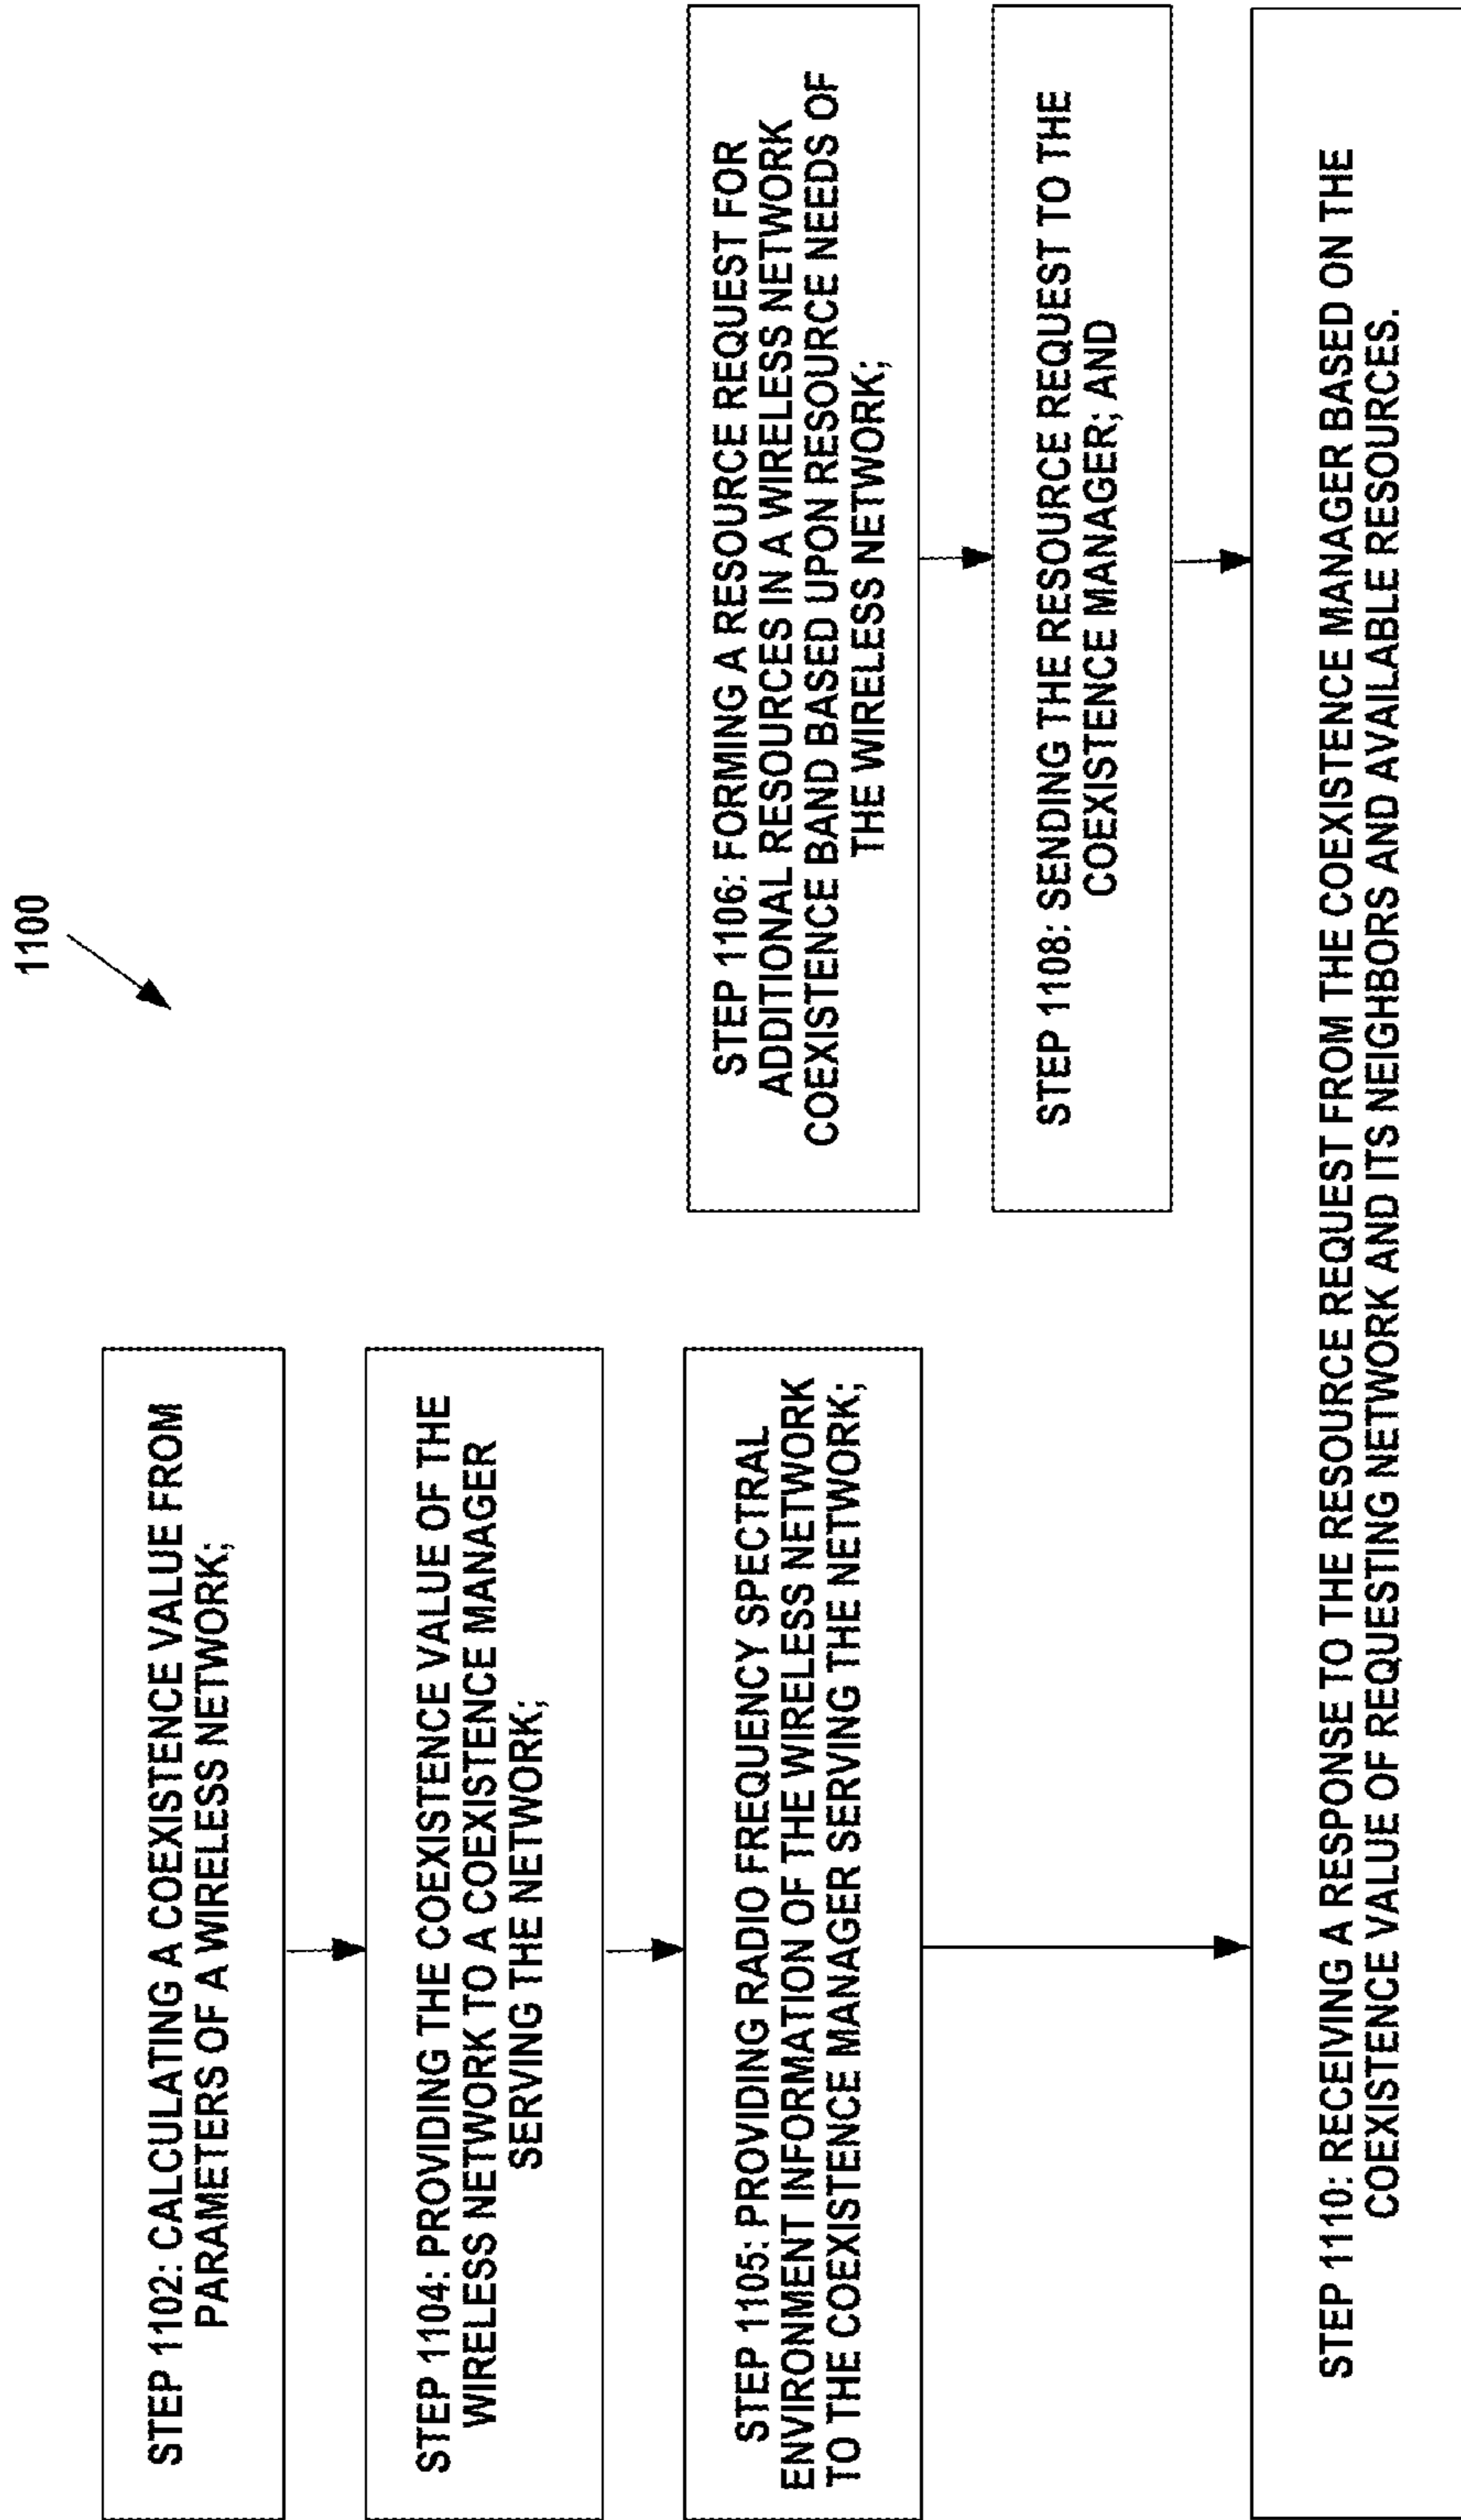 1100
STEP 1102: CALCULATING A COEXISTENCE VALUE FROM
PARAMETERS OF A WIRELESS NETWORK;
STEP 1104: PROVIDING THE COEXISTENCE VALUE OF THE
WIRELESS NETWORK TO A COEXISTENCE MANAGER
SERVING THE NETWORK;
STEP 1105: PROVIDING RADIO FREQUENCY SPECTRAL
ENVIRONMENT INFORMATION OF THE WIRELESS NETWORK
TO THE COEXISTENCE MANAGER SERVING THE NETWORK;
STEP 1106: FORMING A RESOURCE REQUEST FOR
ADDITIONAL RESOURCES IN A WIRELESS NETWORK
COEXISTENCE BAND BASED UPON RESOURCE NEEDS OF
THE WIRELESS NETWORK;
STEP 1108: SENDING THE RESOURCE REQUEST TO THE
COEXISTENCE MANAGER; AND
STEP 1110: RECEIVING A RESPONSE TO THE RESOURCE REQUEST FROM THE COEXISTENCE MANAGER BASED ON THE
COEXISTENCE VALUE OF REQUESTING NETWORK AND ITS NEIGHBORS AND AVAILABLE RESOURCES.